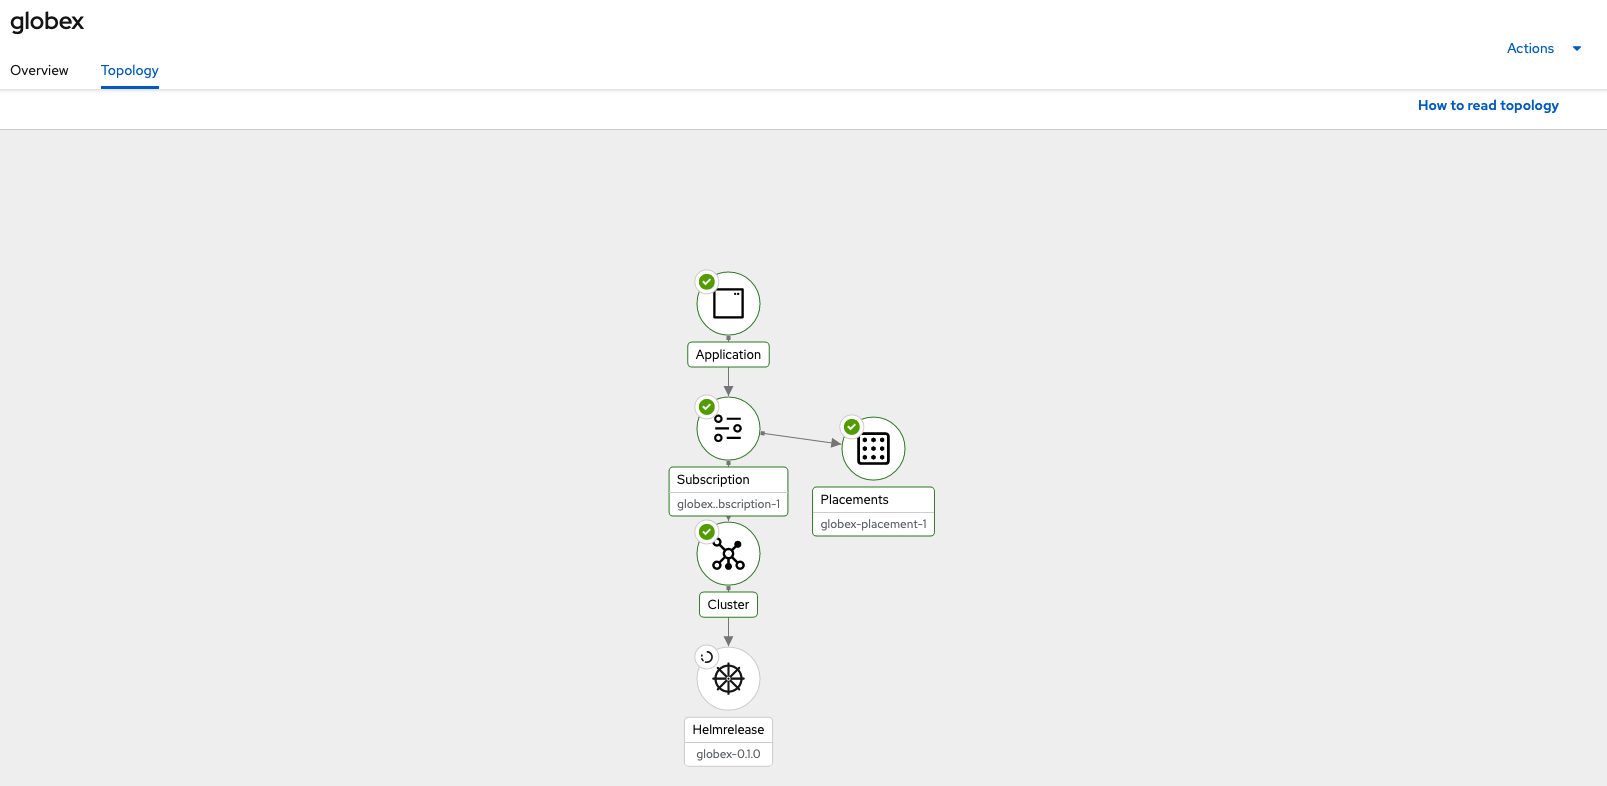 globex
Actions
Overview
Topology
How to read topology
Application
Subscription
globex..bscription-1
Placements
globex-placement-1
Cluster
Helmrelease
globex-0.1.0